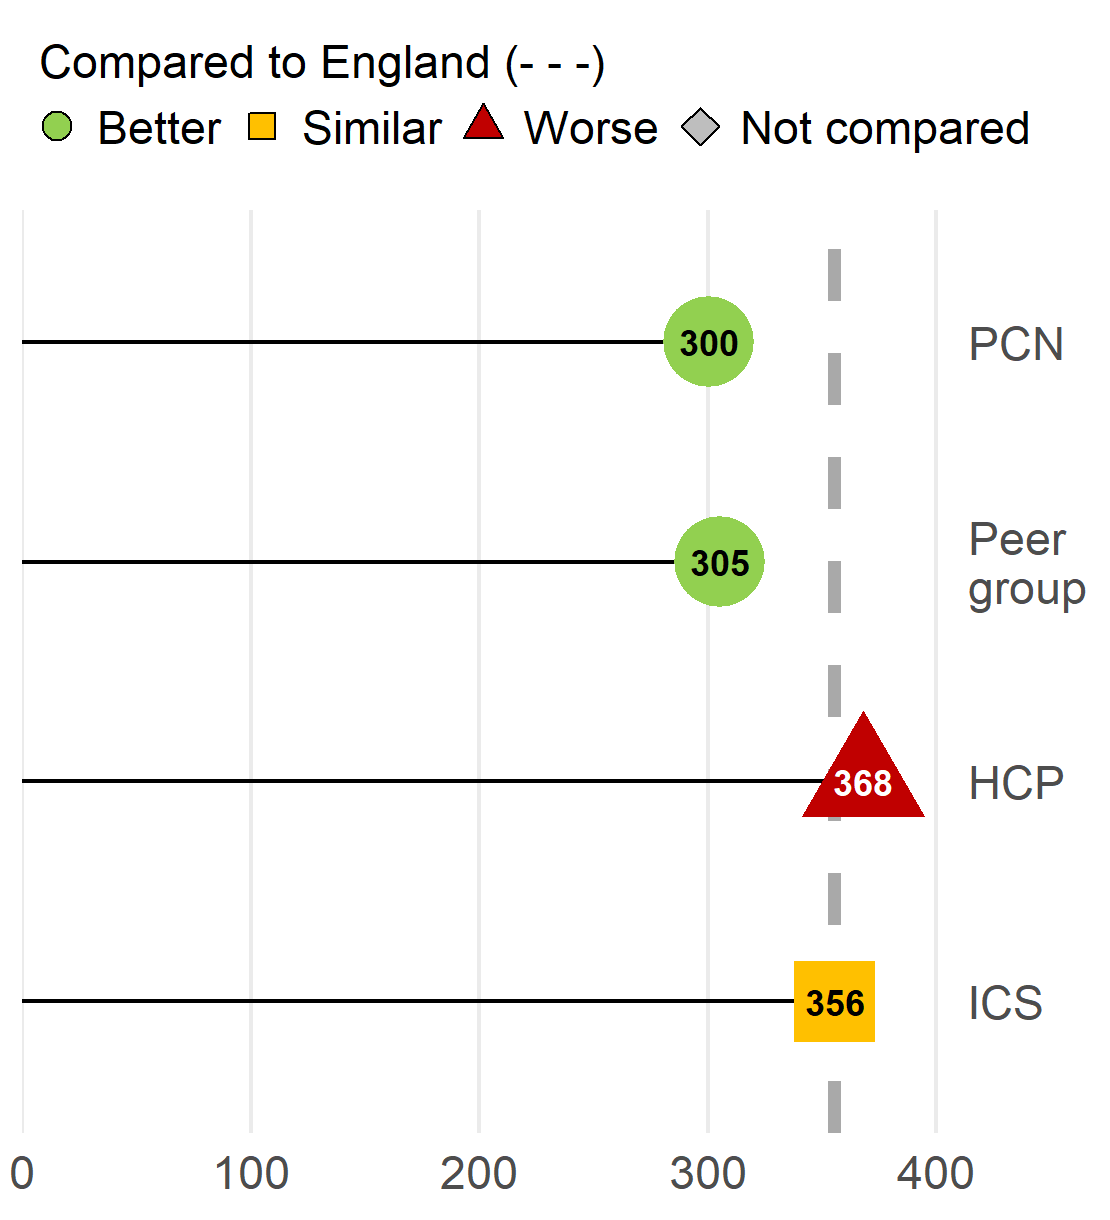 Compared to England (- - -)
Better Similar Worse Not compared
300 PCN
305 Peer
group
368 HCP
356 ICS
0 100 200 300 400